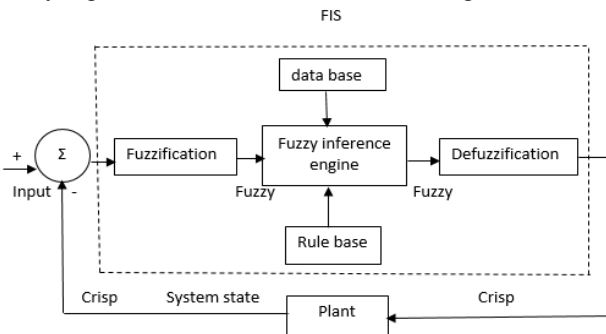 FIS
data base
+
Σ
Fuzzification
Fuzzy inference
engine
Defuzzification
Input -
Fuzzy
Fuzzy
Rule base
Crisp
System state
Plant
Crisp